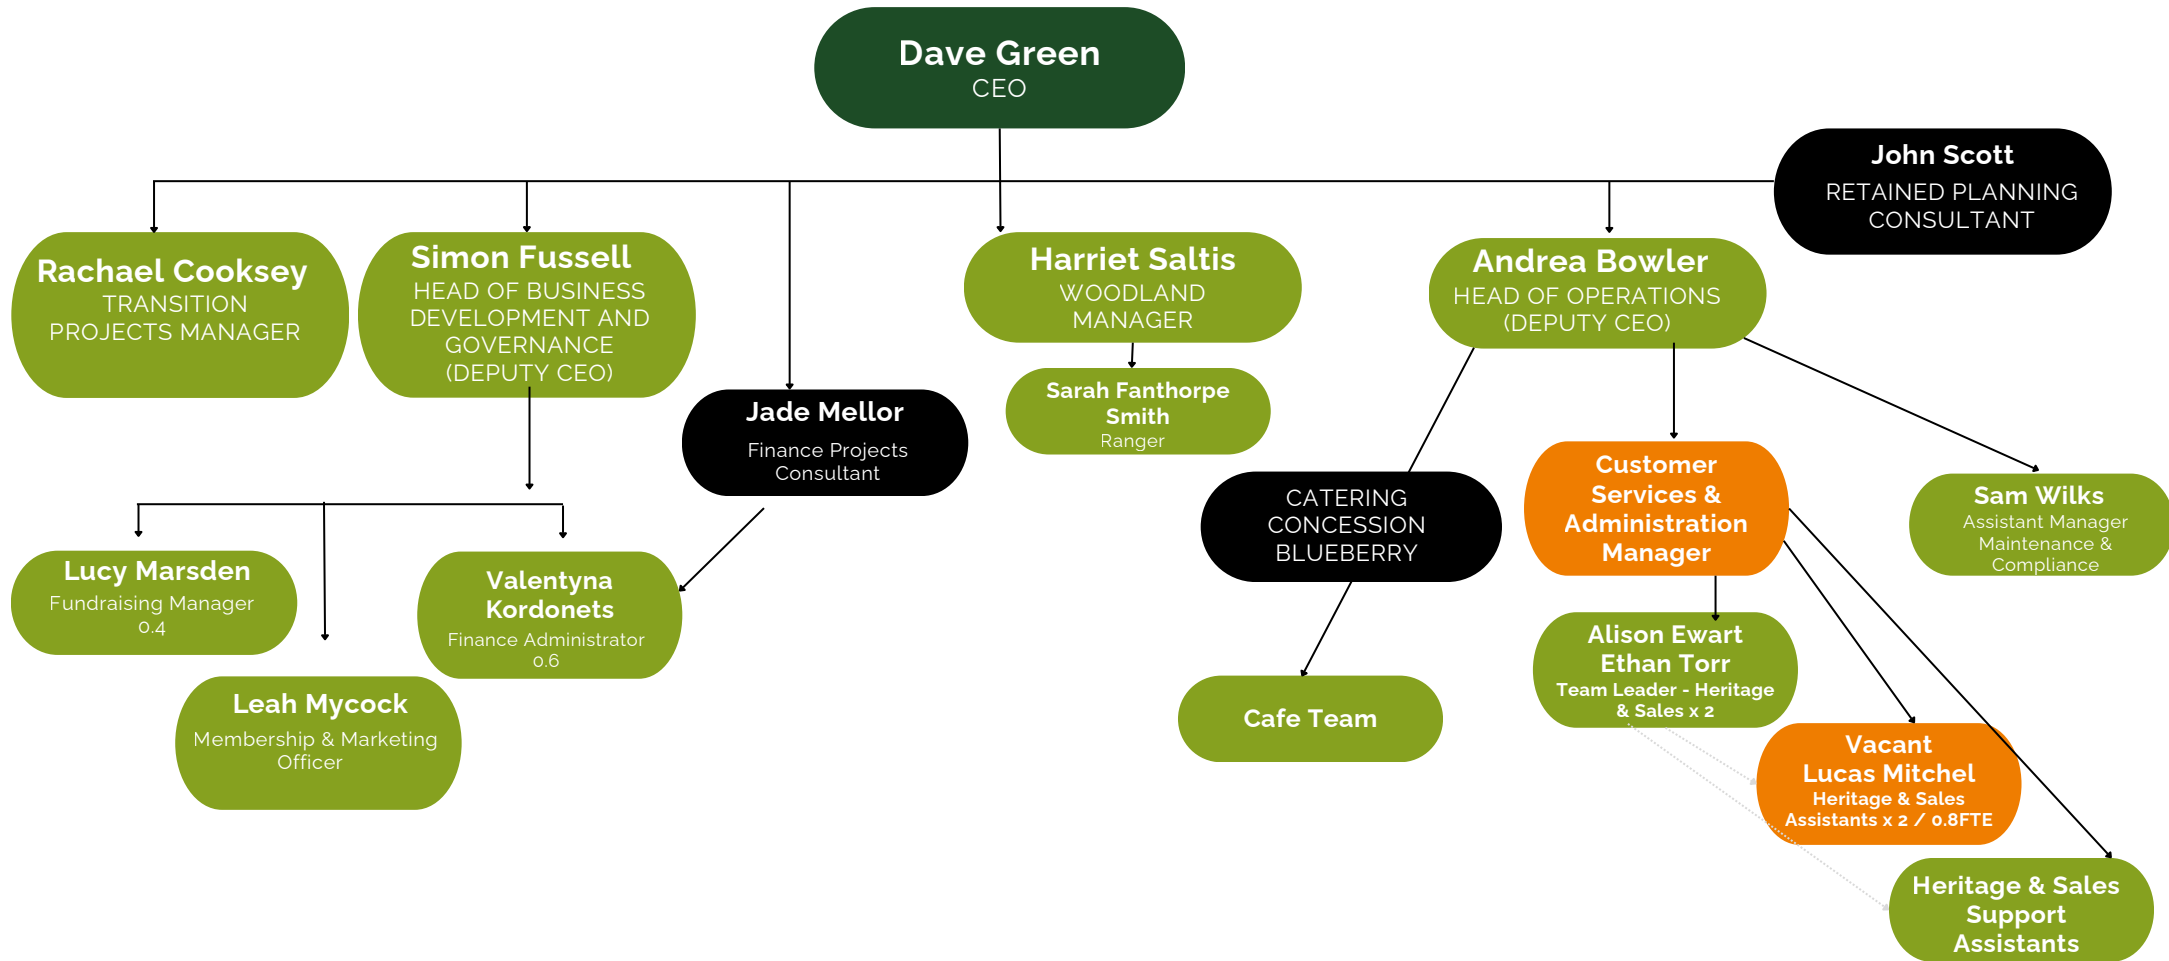 Dave Green
CEO
John Scott
RETAINED PLANNING
CONSULTANT
Rachael Cooksey
TRANSITION
PROJECTS MANAGER
Simon Fussell
HEAD OF BUSINESS
DEVELOPMENT AND
GOVERNANCE
(DEPUTY CEO)
Harriet Saltis
WOODLAND
MANAGER
Andrea Bowler
HEAD OF OPERATIONS
(DEPUTY CEO)
Jade Mellor
Finance Projects
Consultant
Sarah Fanthorpe
Smith
Ranger
CATERING
CONCESSION
BLUEBERRY
Customer
Services &
Administration
Manager
Sam Wilks
Assistant Manager
Maintenance &
Compliance
Lucy Marsden
Fundraising Manager
0.4
Valentyna
Kordonets
Finance Administrator
0.6
Leah Mycock
Membership & Marketing
Officer
Cafe Team
Alison Ewart
Ethan Torr
Team Leader - Heritage
& Sales x 2
Vacant
Lucas Mitchel
Heritage & Sales
Assistants x 2 / 0.8FTE
Heritage & Sales
Support
Assistants